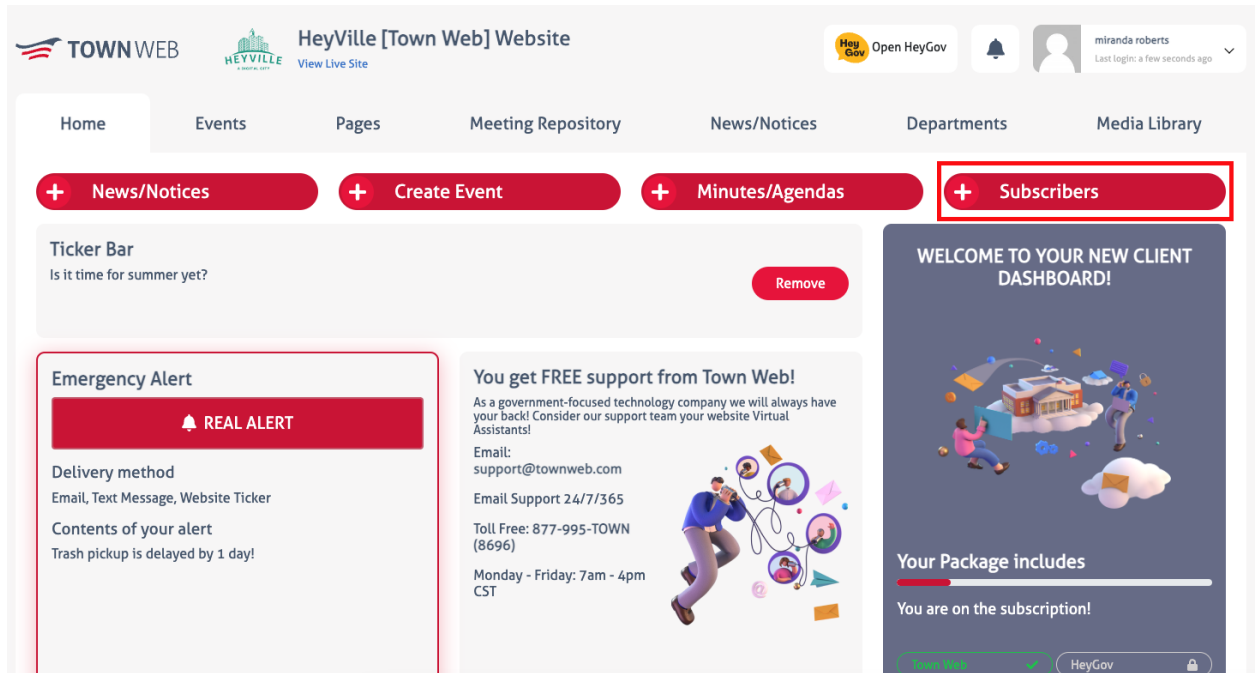 TOWN WEB
HEYVILLE
HeyVille [Town Web] Website
View Live Site
Hey Gov
Open HeyGov
miranda roberts
Last login: a few seconds ago
Home
Events
Pages
Meeting Repository
News/Notices
Departments
Media Library
+ News/Notices
+ Create Event
+ Minutes/Agendas
+ Subscribers
Ticker Bar
Is it time for summer yet?
Remove
Emergency Alert
REAL ALERT
Delivery method
Email, Text Message, Website Ticker
Contents of your alert
Trash pickup is delayed by 1 day!
You get FREE support from Town Web!
As a government-focused technology company we will always have
your back! Consider our support team your website Virtual
Assistants!
Email:
support@townweb.com
Email Support 24/7/365
Toll Free: 877-995-TOWN
(8696)
Monday - Friday: 7am - 4pm
CST
WELCOME TO YOUR NEW CLIENT
DASHBOARD!
Your Package includes
You are on the subscription!
Town Web
HeyGov